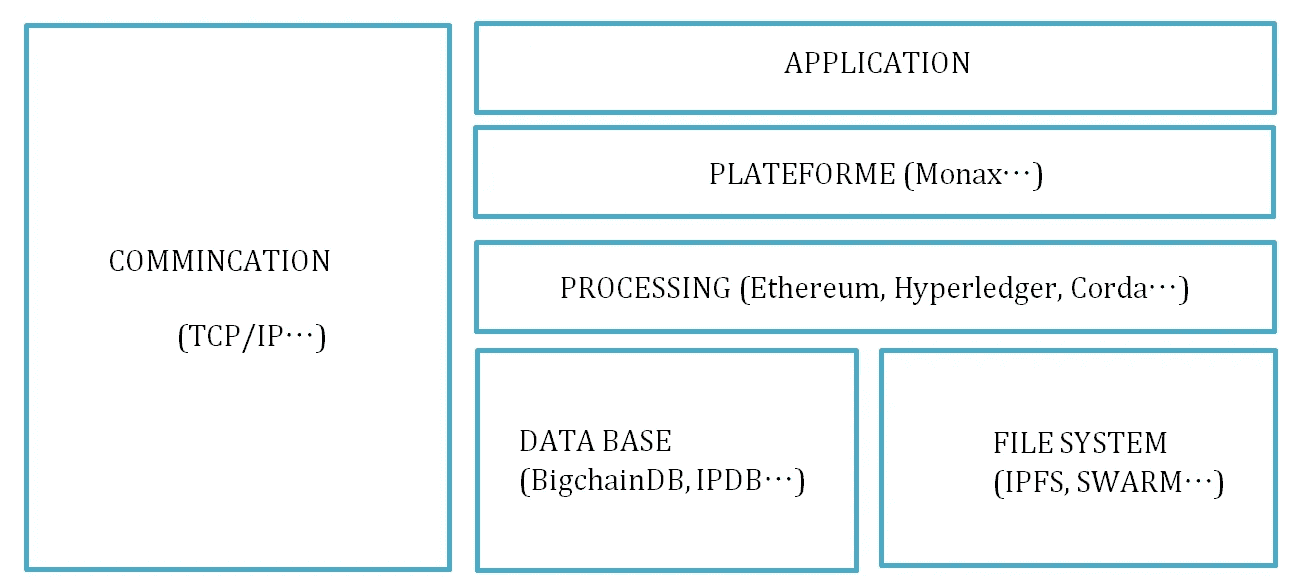 COMMINCATION
(TCP/IP⋯)
APPLICATION
PLATEFORME (Monax⋯)
PROCESSING (Ethereum, Hyperledger, Corda⋯)
DATA BASE
(BigchainDB, IPDB⋯)
FILE SYSTEM
(IPFS, SWARM⋯)